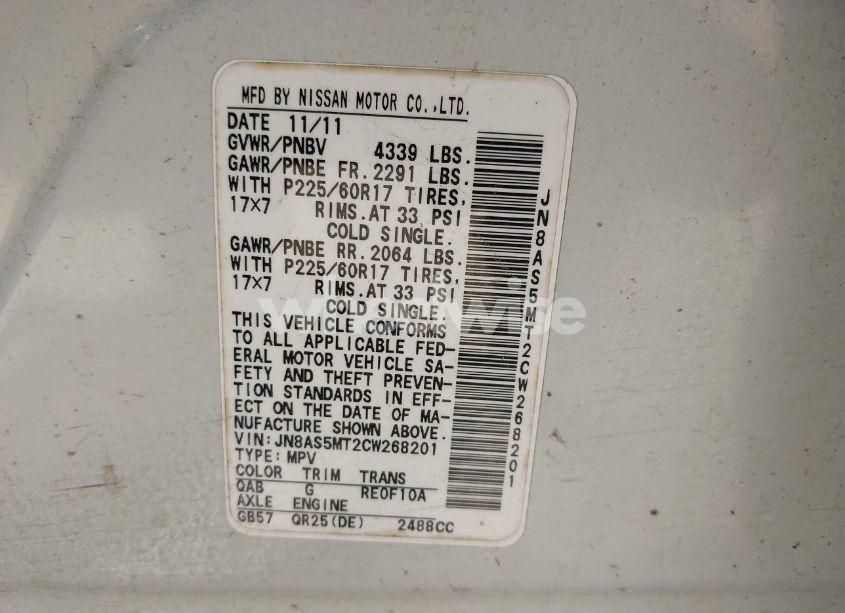 MFD BY NISSAN MOTOR CO.,LTD.
DATE 11/11
GVWR/PNBV 4339 LBS.
GAWR/PNBE FR. 2291 LBS.
WITH P225/60R17 TIRES,
17×7 RIMS.AT 33 PSI
COLD SINGLE.
GAWR/PNBE RR. 2064 LBS.
WITH P225/60R17 TIRES,
17×7 RIMS.AT 33 PSI
COLD SINGLE.
THIS VEHICLE CONFORMS
TO ALL APPLICABLE FED-
ERAL MOTOR VEHICLE SA-
FETY AND THEFT PREVEN-
TION STANDARDS IN EFF-
ECT ON THE DATE OF MA-
NUFACTURE SHOWN ABOVE.
VIN:JN8AS5MT2CW268201
TYPE:MPV
COLOR TRIM TRANS
QAB G RE0F10A
AXLE ENGINE
GB57 QR25(DE) 2488CC
JN8AS5MT2CW268201